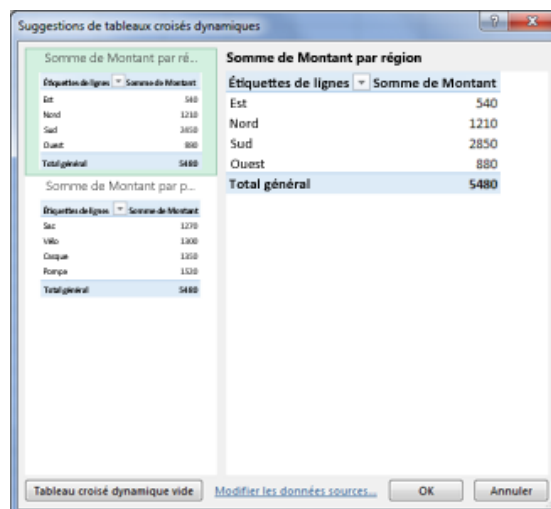 Suggestions de tableaux croisés dynamiques
Somme de Montant par ré...
Étiquettes de lignes Somme de Montant
Est 540
Nord 1210
Sud 2850
Ouest 880
Total général 5480
Somme de Montant par p...
Étiquettes de lignes Somme de Montant
Sac 1270
Vélo 1300
Casque 1350
Pompe 1520
Total général 5480
Somme de Montant par région
Étiquettes de lignes Somme de Montant
Est 540
Nord 1210
Sud 2850
Ouest 880
Total général 5480
Tableau croisé dynamique vide Modifier les données sources... OK Annuler